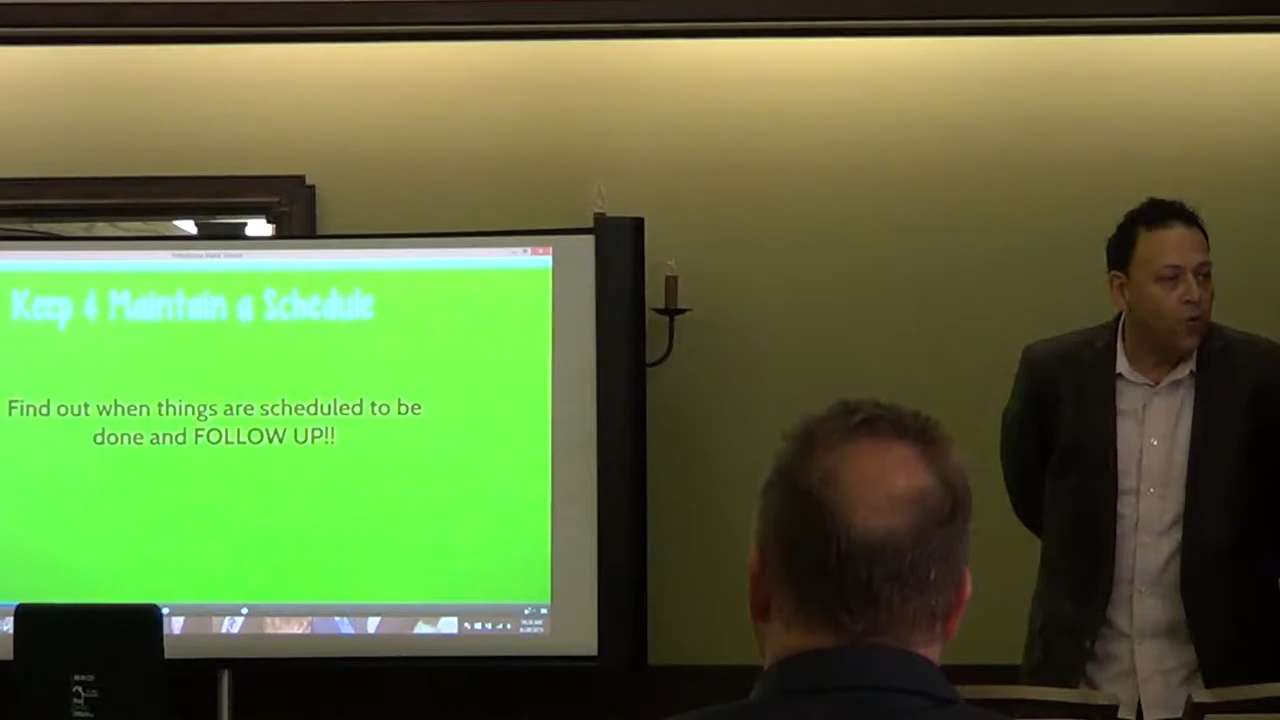 Keep & Maintain a Schedule
Find out when things are scheduled to be
done and FOLLOW UP!!